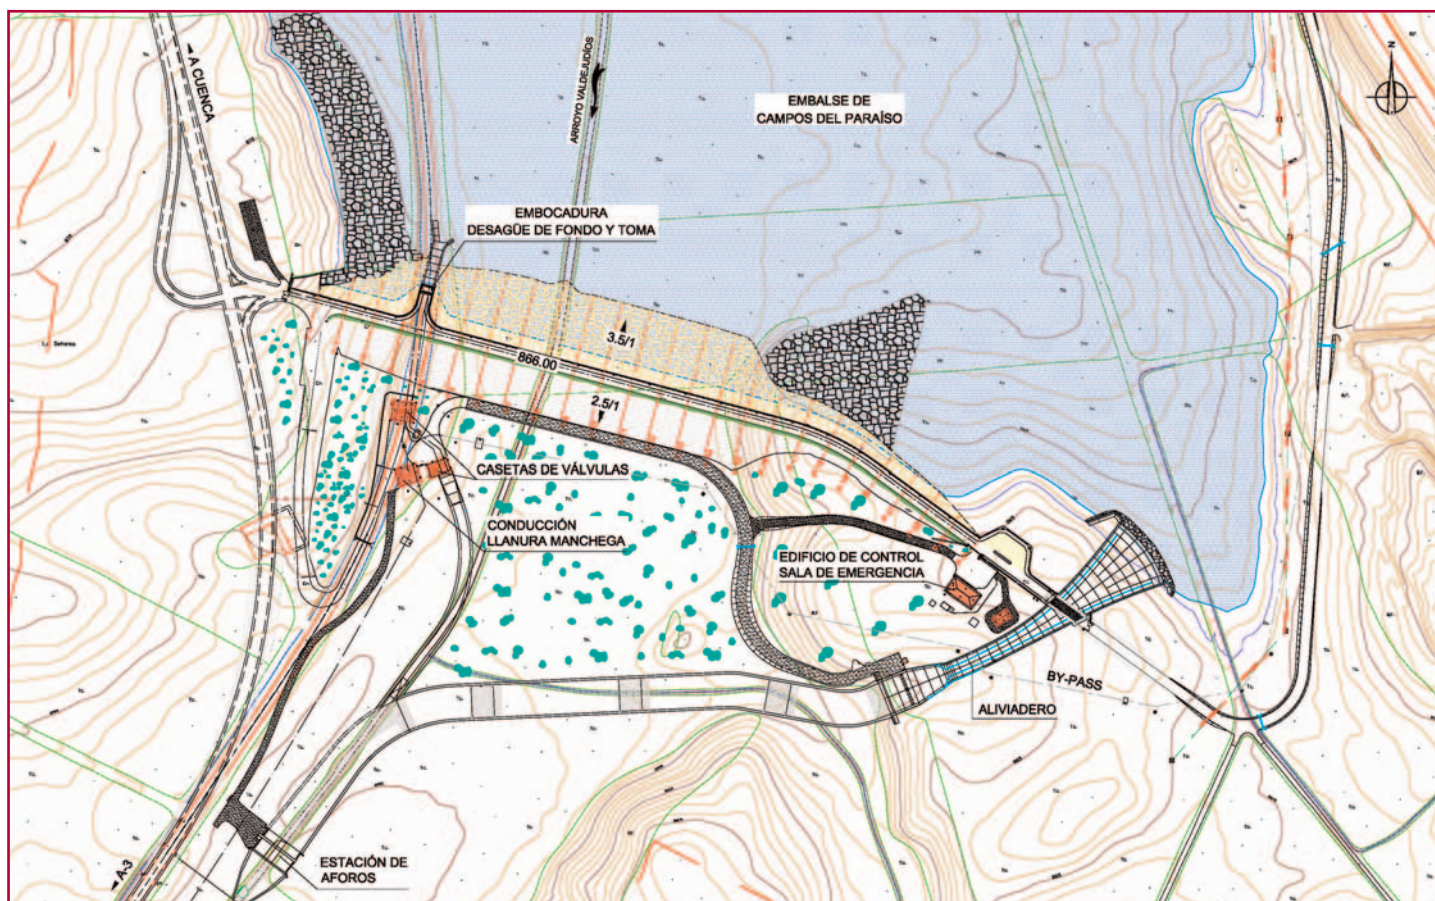 N
A CUENCA
ARROYO VALDEJUDÍOS
EMBALSE DE
CAMPOS DEL PARAÍSO
EMBOCADURA
DESAGÜE DE FONDO Y TOMA
3.5/1
866.00
2.5/1
CASETAS DE VÁLVULAS
CONDUCCIÓN
LLANURA MANCHEGA
EDIFICIO DE CONTROL
SALA DE EMERGENCIA
BY-PASS
ALIVIADERO
ESTACIÓN DE
AFOROS
A-3